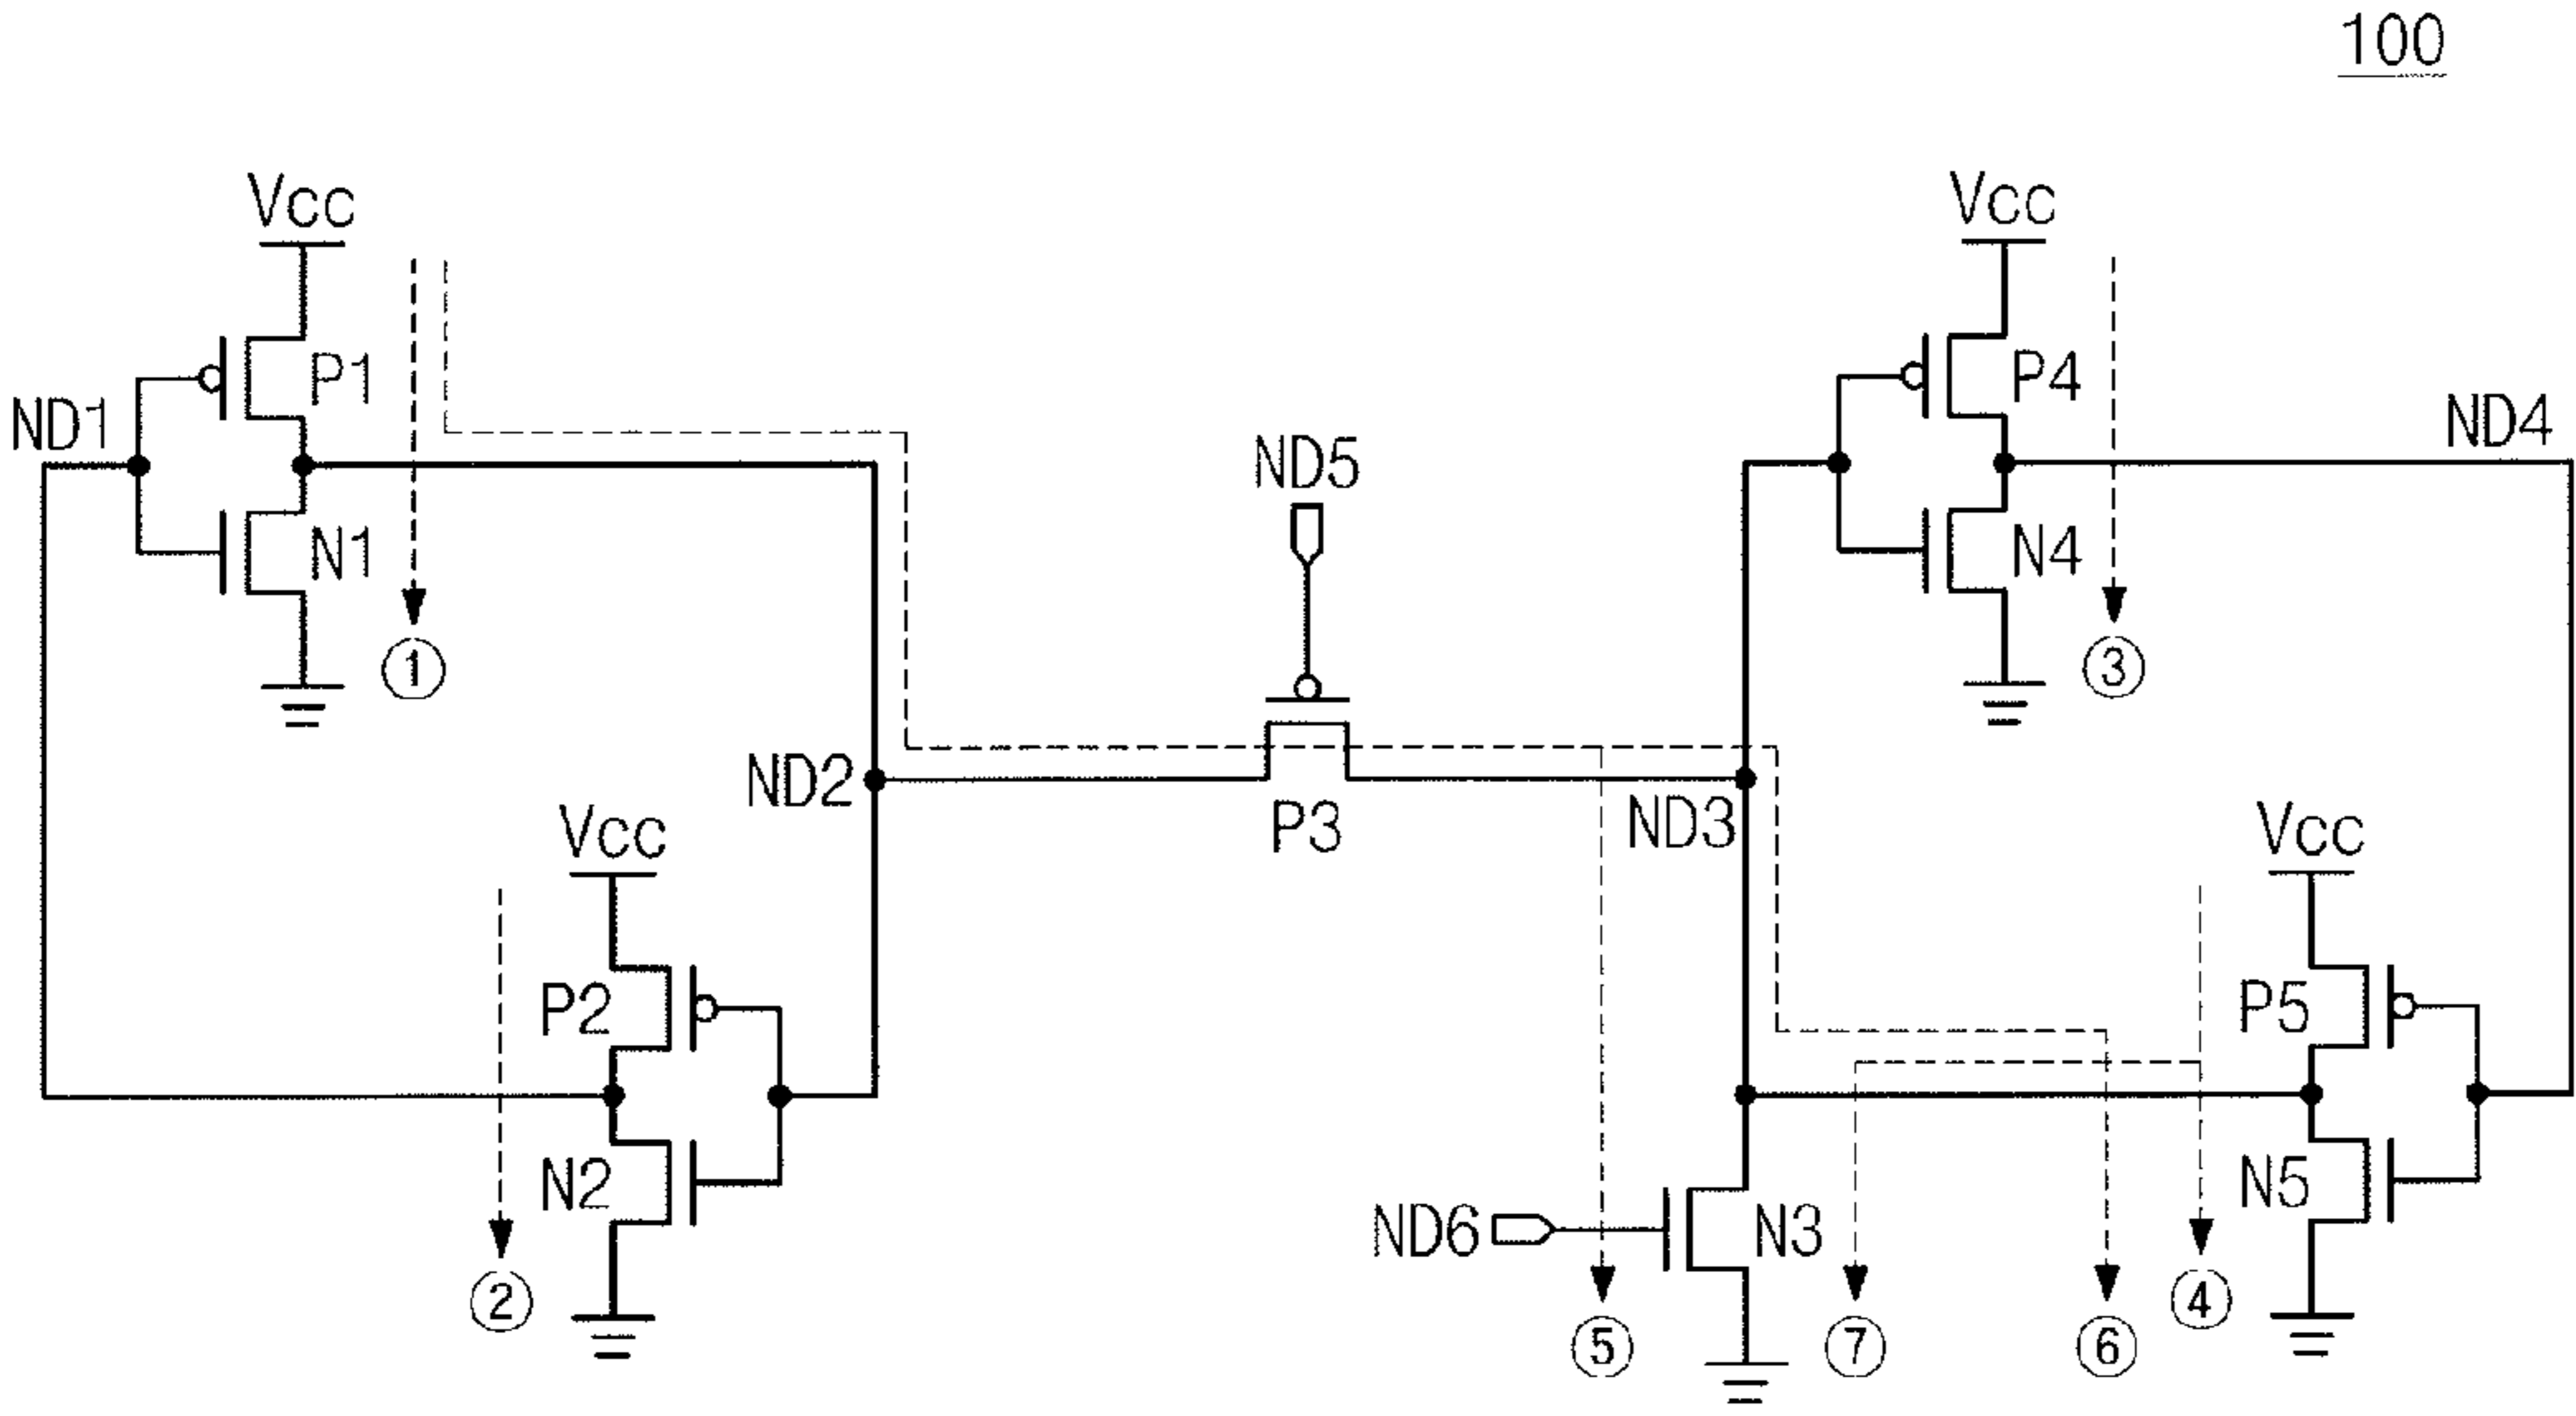 100
Vcc
Vcc
P1
P4
ND1
ND4
ND5
N1
N4
①
③
ND2
P3
ND3
Vcc
Vcc
P2
P5
N2
N5
ND6
N3
②
④
⑤
⑦
⑥